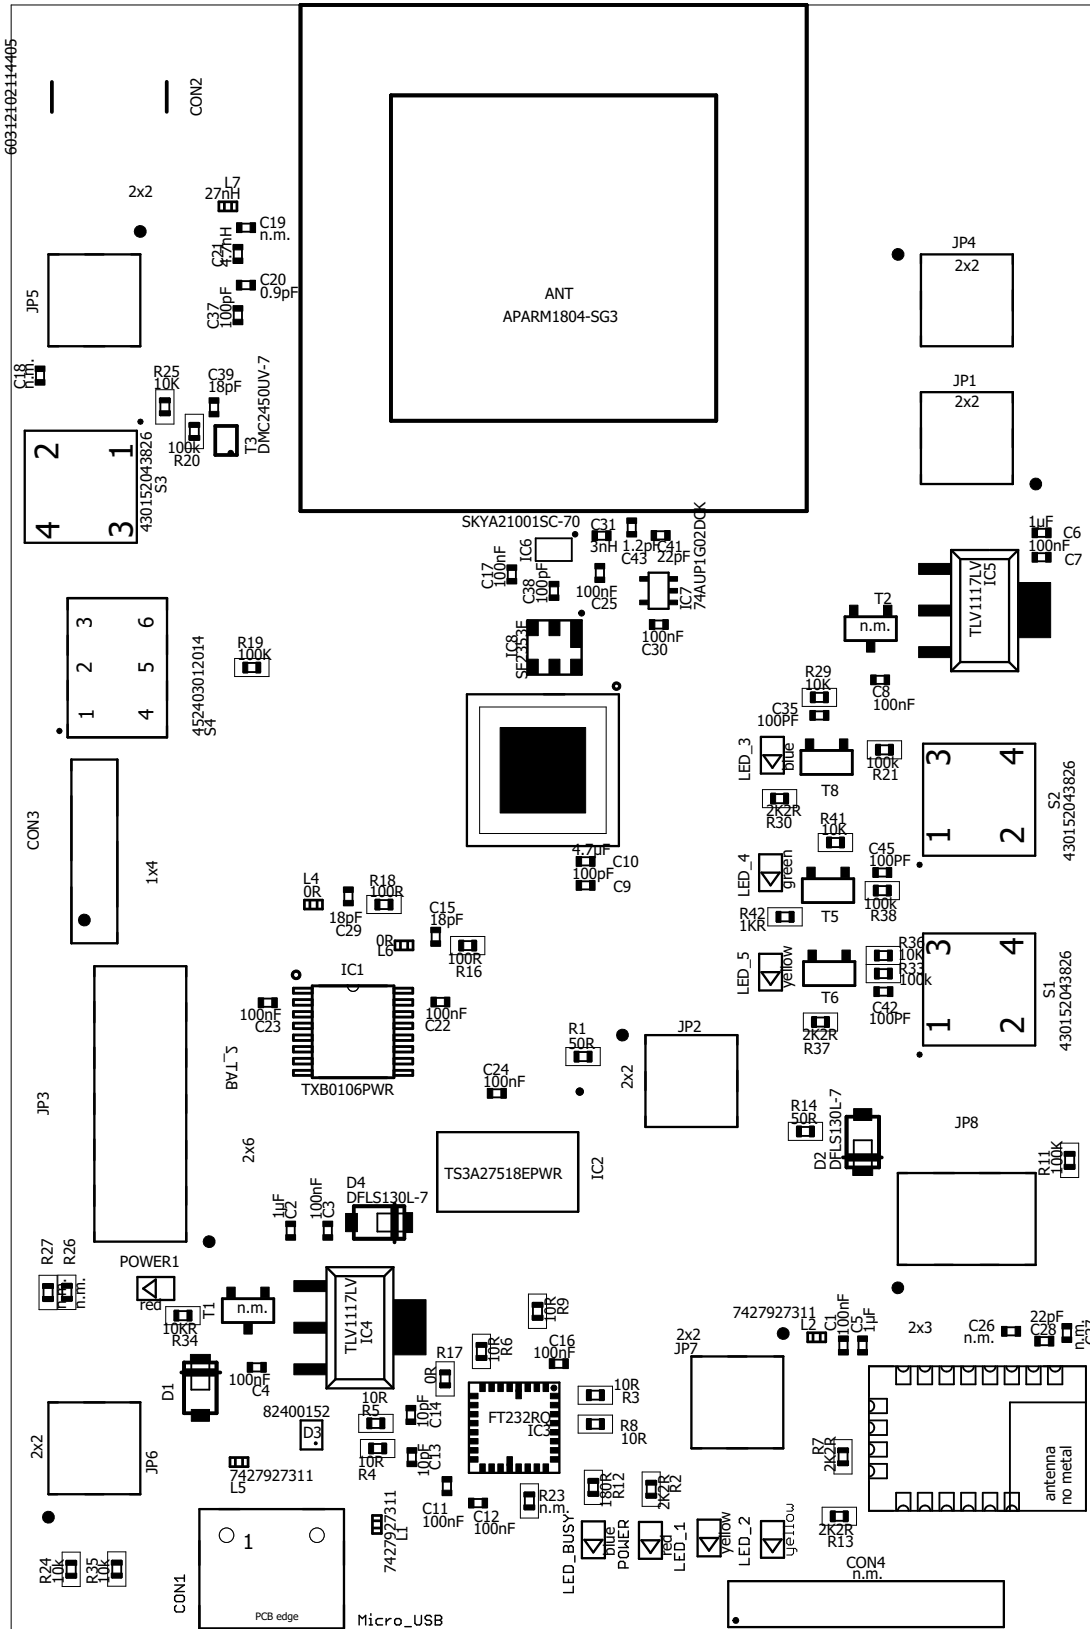 60312102114405
CON2
2x2
L7
27nH
C19
n.m.
C21
4.7nH
C20
0.9pF
C37
100pF
JP5
ANT
APARM1804-SG3
JP4
2x2
JP1
2x2
C18
n.m.
R25
10K
C39
18pF
100k
R20
T3
DMC2450UV-7
2
1
4
3
430152043826
S3
SKYA21001SC-70
IC6
C31
3nH
1.2pF
C43
C41
22pF
C17
100nF
C38
100pF
100nF
C25
IC7
74AUP1G02DCK
100nF
C30
1µF
C6
100nF
C7
TLV1117LV
IC5
T2
n.m.
C8
100nF
3
6
2
5
1
4
452403012014
S4
R19
100K
IC8
SF2353E
R29
10K
C35
100PF
LED_3
blue
T8
100k
R21
2K2R
R30
3
4
1
2
S2
430152043826
CON3
1x4
4.7µF
C10
100pF
C9
R41
10K
LED_4
green
C45
100PF
T5
100k
R38
R42
1KR
L4
0R
18pF
C29
R18
100R
C15
18pF
0R
L6
100R
R16
LED_5
yellow
T6
R36
10K
R33
100k
C42
100PF
2K2R
R37
3
4
1
2
S1
430152043826
IC1
100nF
C23
100nF
C22
TXB0106PWR
S_TAB
JP3
2x6
R1
50R
JP2
2x2
C24
100nF
TS3A27518EPWR
IC2
R14
50R
D2
DFLS130L-7
JP8
R11
100K
1µF
C2
100nF
C3
D4
DFLS130L-7
R27
n.m.
R26
n.m.
POWER1
red
10KR
R34
T1
n.m.
TLV1117LV
IC4
10R
R9
10R
R6
R17
0R
C16
100nF
7427927311
L2
C1
100nF
C5
1µF
2x3
C26
n.m.
22pF
C28
n.m.
C27
2x2
JP7
D1
100nF
C4
82400152
D3
10R
R5
10R
R4
10pF
C14
10pF
C13
FT232RQ
IC3
10R
R3
R8
10R
R7
2K2R
antenna
no metal
2x2
JP6
7427927311
L5
C11
100nF
C12
100nF
R23
n.m.
180R
R12
2K2R
R2
2K2R
R13
7427927311
L1
LED_BUSY
blue
POWER
red
LED_1
yellow
LED_2
yellow
R24
10k
R35
10k
CON1
1
PCB edge
Micro_USB
CON4
n.m.